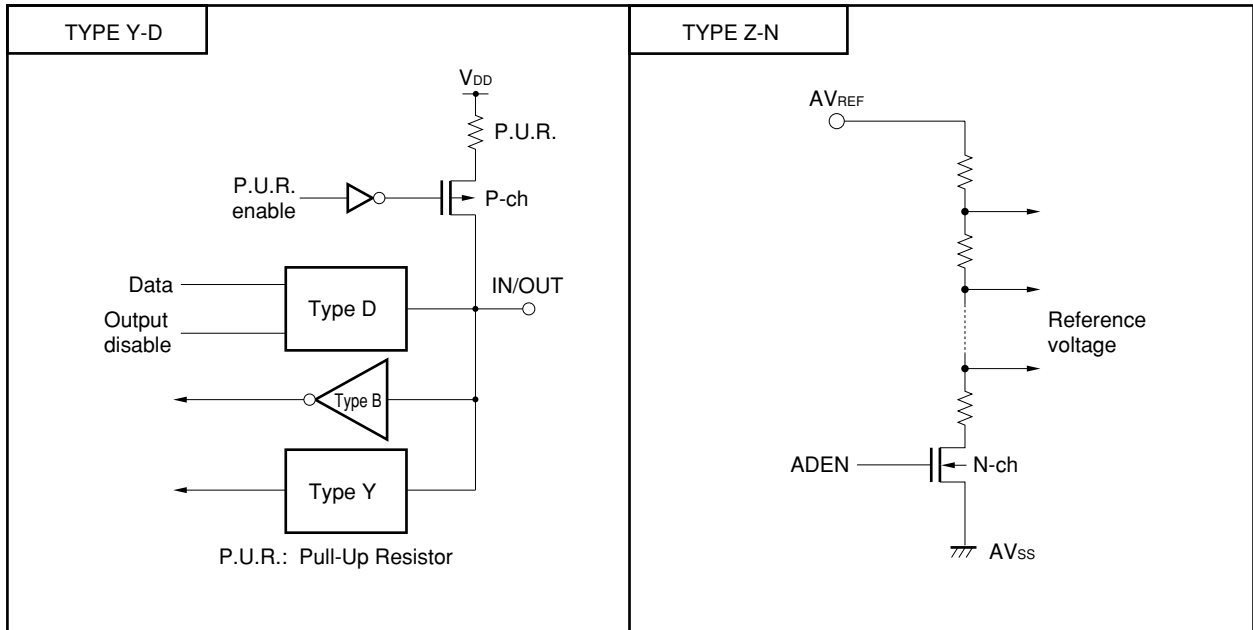 TYPE Y-D
VDD
P.U.R.
P.U.R.
enable
P-ch
Data
Output
disable
Type D
IN/OUT
Type B
Type Y
P.U.R.: Pull-Up Resistor
TYPE Z-N
AVREF
Reference
voltage
ADEN
N-ch
AVSS